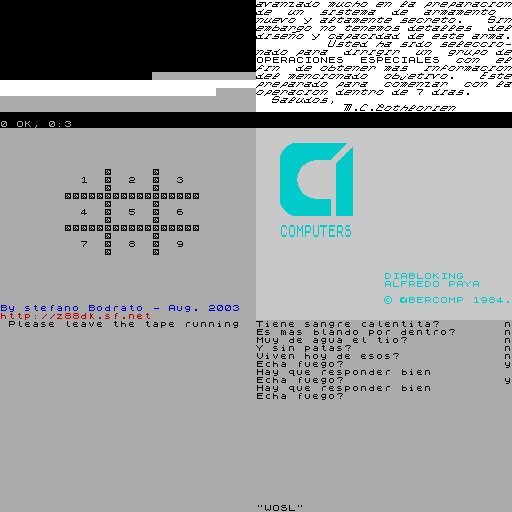 avanzado mucho en la preparacion
de un sistema de armamento
nuevo y altamente secreto. Sin
embargo no tenemos detalles del
diseño y capacidad de este arma.
Usted ha sido seleccio-
nado para dirigir un grupo de
OPERACIONES ESPECIALES con el
fin de obtener mas informacion
del mencionado objetivo. Este
preparado para comenzar con la
operacion dentro de 7 dias.
Saludos,
M.C.Bothlorien
0 OK, 0:3
1 2 3
4 5 6
7 8 9
By stefano Bodrato - Aug. 2003
http://z88dk.sf.net
Please leave the tape running
CI
COMPUTERS
DIABLOKING
ALFREDO PAYA
© CIBERCOMP 1984.
Tiene sangre calentita? n
Es mas blando por dentro? n
Muy de agua el tio? n
Y sin patas? n
Viven hoy de esos? n
Echa fuego? y
Hay que responder bien
Echa fuego? y
Hay que responder bien
Echa fuego?
"WOSL"